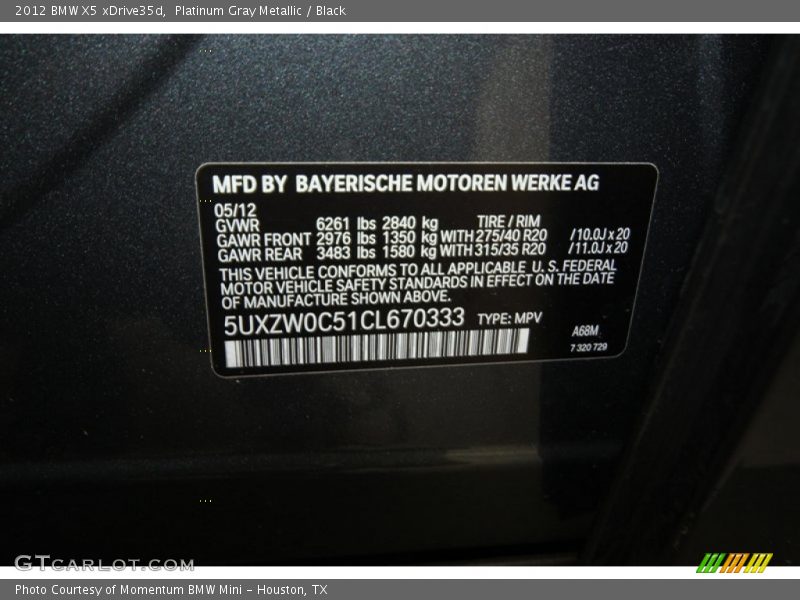 2012 BMW X5 xDrive35d, Platinum Gray Metallic / Black
MFD BY BAYERISCHE MOTOREN WERKE AG
05/12
GVWR 6261 lbs 2840 kg TIRE / RIM
GAWR FRONT 2976 lbs 1350 kg WITH 275/40 R20 /10.0J x 20
GAWR REAR 3483 lbs 1580 kg WITH 315/35 R20 /11.0J x 20
THIS VEHICLE CONFORMS TO ALL APPLICABLE U. S. FEDERAL
MOTOR VEHICLE SAFETY STANDARDS IN EFFECT ON THE DATE
OF MANUFACTURE SHOWN ABOVE.
5UXZW0C51CL670333 TYPE: MPV
A68M
7 320 729
GTCARLOT.COM
Photo Courtesy of Momentum BMW Mini - Houston, TX